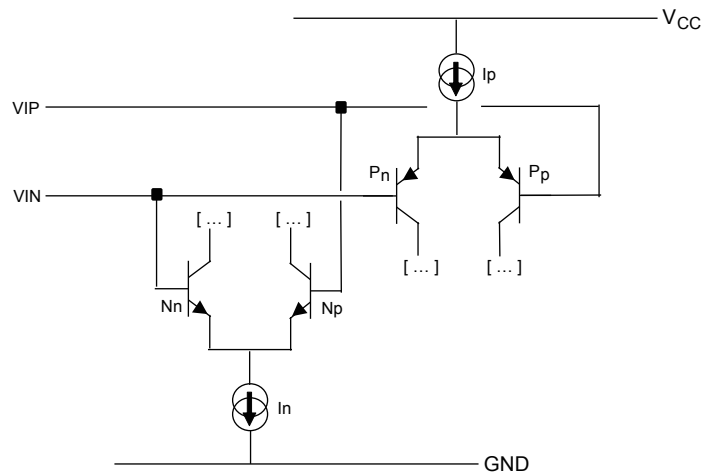 VCC
Ip
VIP
Pn
Pp
VIN
[ ... ]
[ ... ]
[ ... ]
[ ... ]
Nn
Np
In
GND